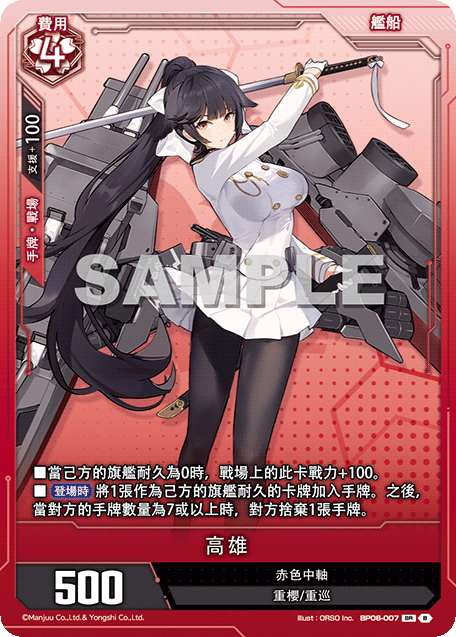 費用
4
艦船
支援+100
手牌・戰場
SAMPLE
■當己方的旗艦耐久為0時，戰場上的此卡戰力+100。
■登場時 將1張作為己方的旗艦耐久的卡牌加入手牌。之後，
當對方的手牌數量為7或以上時，對方捨棄1張手牌。
高雄
500
赤色中軸
重櫻/重巡
©Manjuu Co.,Ltd.& Yongshi Co.,Ltd.
illust：ORSO Inc.
BP06-007 SR B